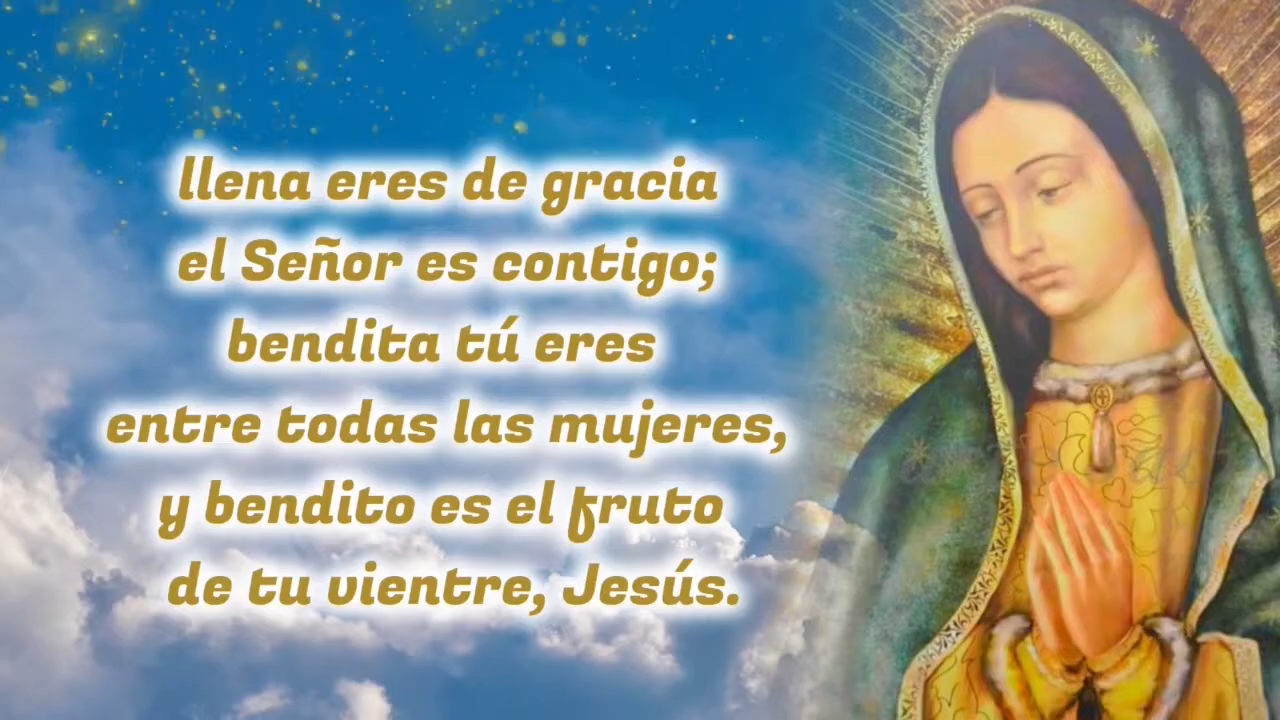 llena eres de gracia
el Señor es contigo;
bendita tú eres
entre todas las mujeres,
y bendito es el fruto
de tu vientre, Jesús.